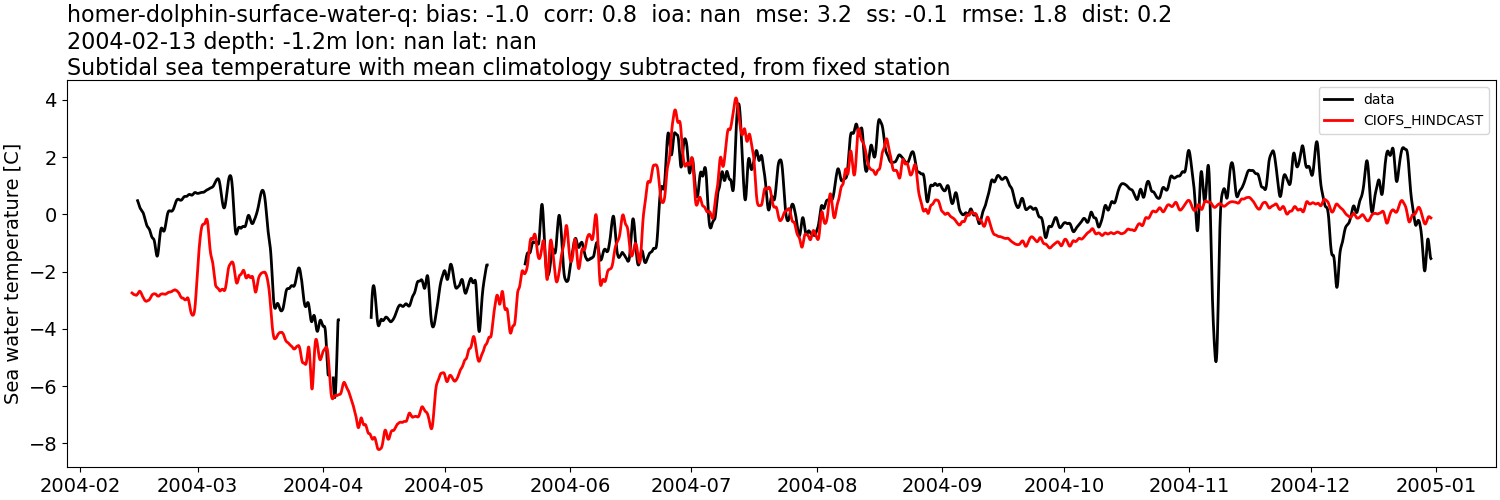 homer-dolphin-surface-water-q: bias: -1.0  corr: 0.8  ioa: nan  mse: 3.2  ss: -0.1  rmse: 1.8  dist: 0.2
2004-02-13 depth: -1.2m lon: nan lat: nan
Subtidal sea temperature with mean climatology subtracted, from fixed station
data
CIOFS_HINDCAST
Sea water temperature [C]
4
2
0
−2
−4
−6
−8
2004-02 2004-03 2004-04 2004-05 2004-06 2004-07 2004-08 2004-09 2004-10 2004-11 2004-12 2005-01